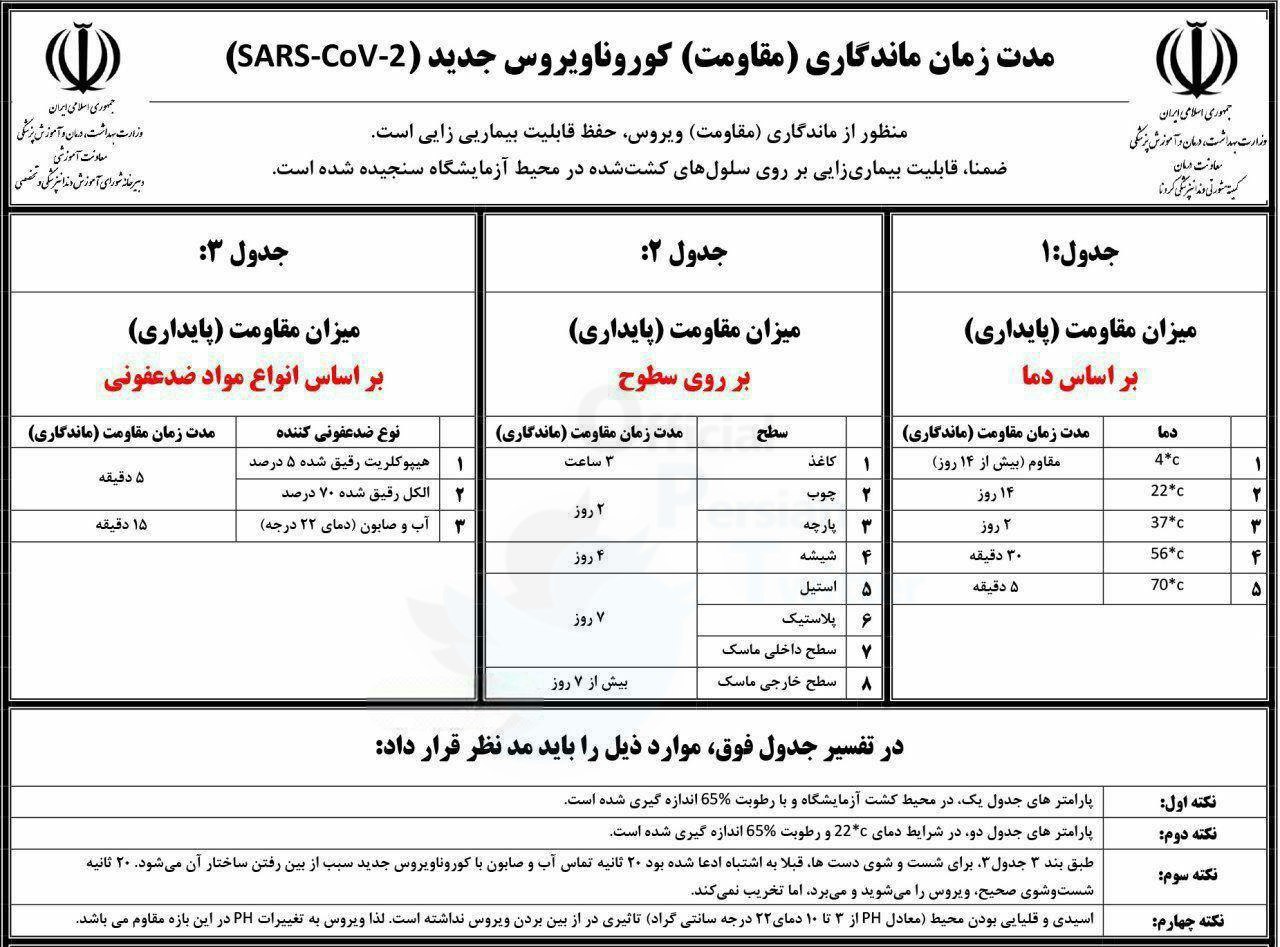 مدت زمان ماندگاری (مقاومت) کوروناویروس جدید (SARS-CoV-2)
جمهوری اسلامی ایران
وزارت بهداشت، درمان و آموزش پزشکی
معاونت درمان
کمیته مشورتی دندانپزشکی کرونا
جمهوری اسلامی ایران
وزارت بهداشت، درمان و آموزش پزشکی
معاونت آموزشی
دبیرخانه شورای آموزش دندانپزشکی و تخصصی
منظور از ماندگاری (مقاومت) ویروس، حفظ قابلیت بیماریی زایی است.
ضمنا، قابلیت بیماری‌زایی بر روی سلول‌های کشت‌شده در محیط آزمایشگاه سنجیده شده است.
جدول:۱
میزان مقاومت (پایداری)
بر اساس دما
دما مدت زمان مقاومت (ماندگاری)
۱ 4*c مقاوم (بیش از ۱۴ روز)
۲ 22*c ۱۴ روز
۳ 37*c ۲ روز
۴ 56*c ۳۰ دقیقه
۵ 70*c ۵ دقیقه
جدول ۲:
میزان مقاومت (پایداری)
بر روی سطوح
سطح مدت زمان مقاومت (ماندگاری)
۱ کاغذ ۳ ساعت
۲ چوب
۲ روز
۳ پارچه
۴ شیشه ۴ روز
۵ استیل
۶ پلاستیک ۷ روز
۷ سطح داخلی ماسک
۸ سطح خارجی ماسک بیش از ۷ روز
جدول ۳:
میزان مقاومت (پایداری)
بر اساس انواع مواد ضدعفونی
نوع ضدعفونی کننده مدت زمان مقاومت (ماندگاری)
۱ هیپوکلریت رقیق شده ۵ درصد
۵ دقیقه
۲ الکل رقیق شده ۷۰ درصد
۳ آب و صابون (دمای ۲۲ درجه) ۱۵ دقیقه
Official
Persian
Twitter
در تفسیر جدول فوق، موارد ذیل را باید مد نظر قرار داد:
نکته اول: پارامتر های جدول یک، در محیط کشت آزمایشگاه و با رطوبت 65% اندازه گیری شده است.
نکته دوم: پارامتر های جدول دو، در شرایط دمای 22*c و رطوبت 65% اندازه گیری شده است.
نکته سوم: طبق بند ۳ جدول۳، برای شست و شوی دست ها، قبلا به اشتباه ادعا شده بود ۲۰ ثانیه تماس آب و صابون با کوروناویروس جدید سبب از بین رفتن ساختار آن می‌شود. ۲۰ ثانیه
شست‌وشوی صحیح، ویروس را می‌شوید و می‌برد، اما تخریب نمی‌کند.
نکته چهارم: اسیدی و قلیایی بودن محیط (معادل PH از ۳ تا ۱۰ دمای۲۲ درجه سانتی گراد) تاثیری در از بین بردن ویروس نداشته است. لذا ویروس به تغییرات PH در این بازه مقاوم می باشد.